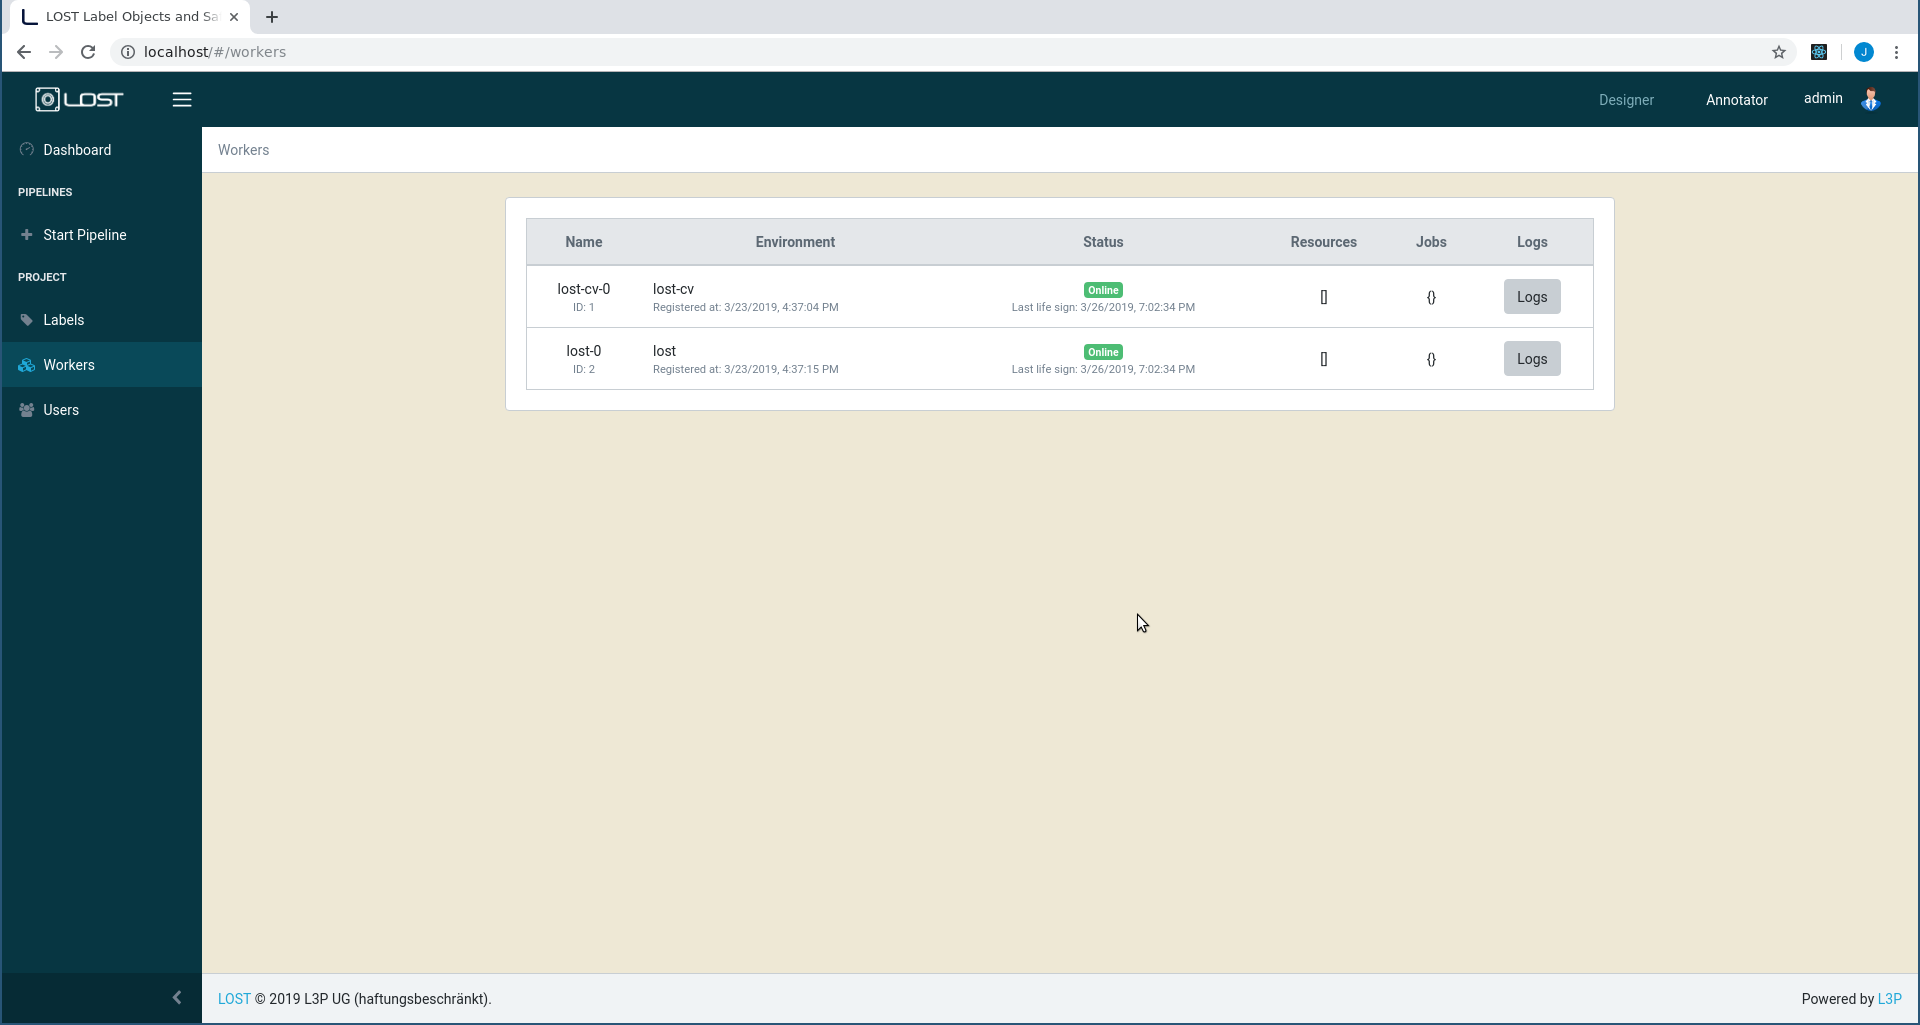 LOST Label Objects and Sa
localhost/#/workers
J
LOST
Designer
Annotator
admin
Dashboard
PIPELINES
Start Pipeline
PROJECT
Labels
Workers
Users
Workers
Name Environment Status Resources Jobs Logs
lost-cv-0 lost-cv Online [] {} Logs
ID: 1 Registered at: 3/23/2019, 4:37:04 PM Last life sign: 3/26/2019, 7:02:34 PM
lost-0 lost Online [] {} Logs
ID: 2 Registered at: 3/23/2019, 4:37:15 PM Last life sign: 3/26/2019, 7:02:34 PM
LOST © 2019 L3P UG (haftungsbeschränkt).
Powered by L3P